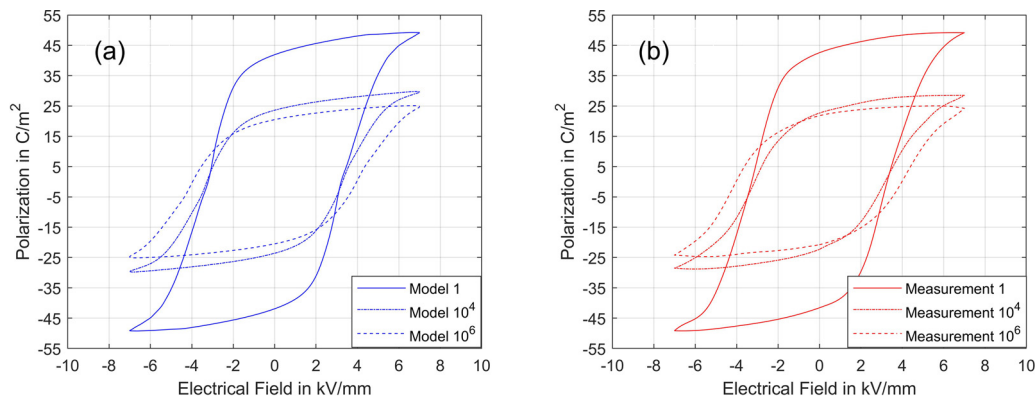 (a)
55
45
35
25
15
5
-5
-15
-25
-35
-45
-55
Polarization in C/m²
-10 -8 -6 -4 -2 0 2 4 6 8 10
Electrical Field in kV/mm
Model 1
Model 10⁴
Model 10⁶
(b)
55
45
35
25
15
5
-5
-15
-25
-35
-45
-55
Polarization in C/m²
-10 -8 -6 -4 -2 0 2 4 6 8 10
Electrical Field in kV/mm
Measurement 1
Measurement 10⁴
Measurement 10⁶